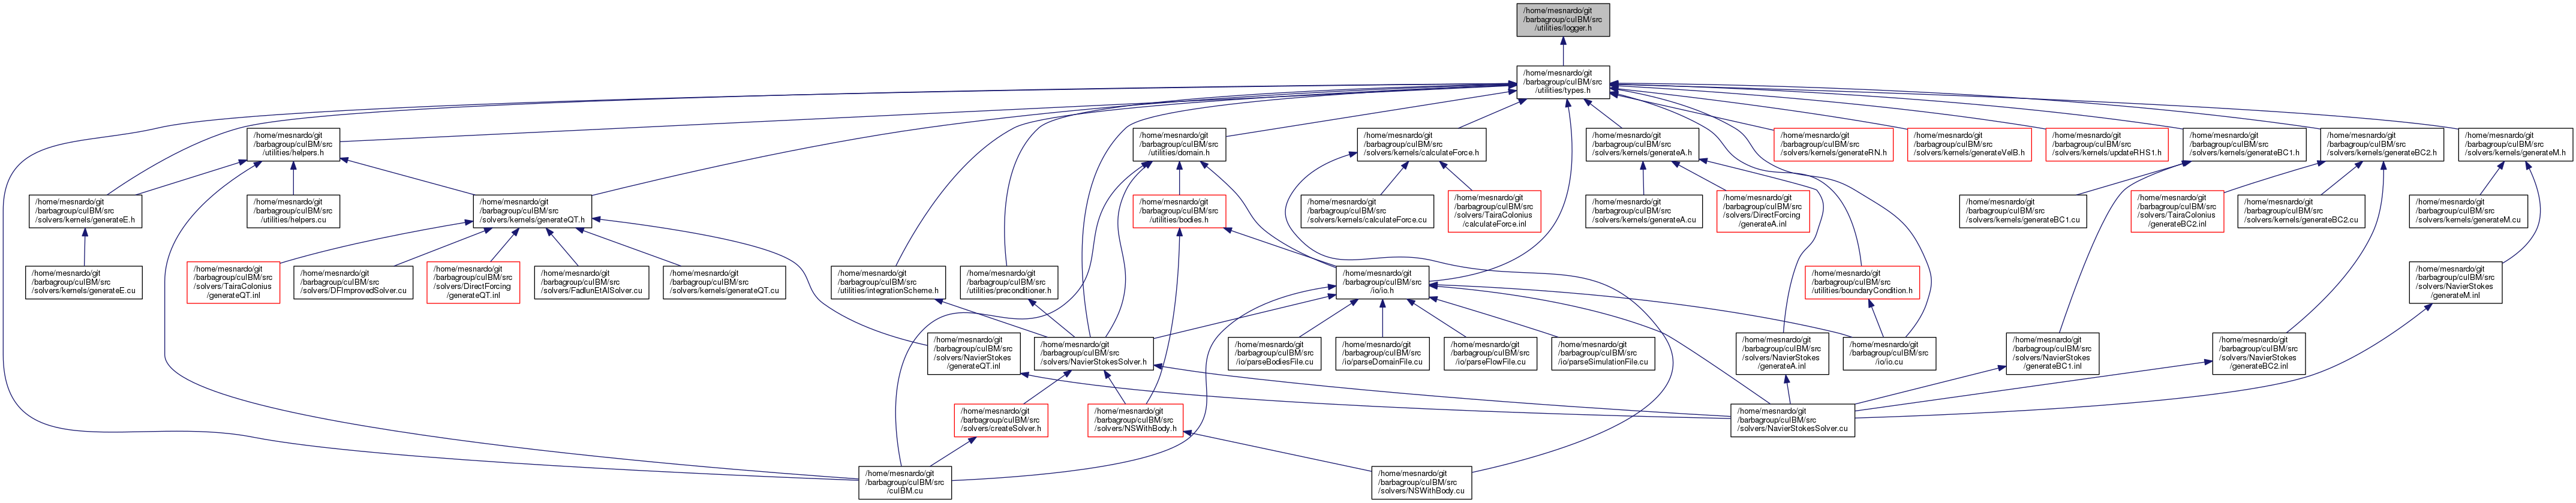 /home/mesnardo/git
/barbagroup/cuIBM/src
/utilities/logger.h
/home/mesnardo/git
/barbagroup/cuIBM/src
/utilities/types.h
/home/mesnardo/git
/barbagroup/cuIBM/src
/utilities/helpers.h
/home/mesnardo/git
/barbagroup/cuIBM/src
/utilities/domain.h
/home/mesnardo/git
/barbagroup/cuIBM/src
/solvers/kernels/calculateForce.h
/home/mesnardo/git
/barbagroup/cuIBM/src
/solvers/kernels/generateA.h
/home/mesnardo/git
/barbagroup/cuIBM/src
/solvers/kernels/generateRN.h
/home/mesnardo/git
/barbagroup/cuIBM/src
/solvers/kernels/generateVelB.h
/home/mesnardo/git
/barbagroup/cuIBM/src
/solvers/kernels/updateRHS1.h
/home/mesnardo/git
/barbagroup/cuIBM/src
/solvers/kernels/generateBC1.h
/home/mesnardo/git
/barbagroup/cuIBM/src
/solvers/kernels/generateBC2.h
/home/mesnardo/git
/barbagroup/cuIBM/src
/solvers/kernels/generateM.h
/home/mesnardo/git
/barbagroup/cuIBM/src
/solvers/kernels/generateE.h
/home/mesnardo/git
/barbagroup/cuIBM/src
/utilities/helpers.cu
/home/mesnardo/git
/barbagroup/cuIBM/src
/solvers/kernels/generateQT.h
/home/mesnardo/git
/barbagroup/cuIBM/src
/utilities/bodies.h
/home/mesnardo/git
/barbagroup/cuIBM/src
/solvers/kernels/calculateForce.cu
/home/mesnardo/git
/barbagroup/cuIBM/src
/solvers/TairaColonius
/calculateForce.inl
/home/mesnardo/git
/barbagroup/cuIBM/src
/solvers/kernels/generateA.cu
/home/mesnardo/git
/barbagroup/cuIBM/src
/solvers/DirectForcing
/generateA.inl
/home/mesnardo/git
/barbagroup/cuIBM/src
/solvers/kernels/generateBC1.cu
/home/mesnardo/git
/barbagroup/cuIBM/src
/solvers/TairaColonius
/generateBC2.inl
/home/mesnardo/git
/barbagroup/cuIBM/src
/solvers/kernels/generateBC2.cu
/home/mesnardo/git
/barbagroup/cuIBM/src
/solvers/kernels/generateM.cu
/home/mesnardo/git
/barbagroup/cuIBM/src
/solvers/kernels/generateE.cu
/home/mesnardo/git
/barbagroup/cuIBM/src
/solvers/TairaColonius
/generateQT.inl
/home/mesnardo/git
/barbagroup/cuIBM/src
/solvers/DFImprovedSolver.cu
/home/mesnardo/git
/barbagroup/cuIBM/src
/solvers/DirectForcing
/generateQT.inl
/home/mesnardo/git
/barbagroup/cuIBM/src
/solvers/FadlunEtAlSolver.cu
/home/mesnardo/git
/barbagroup/cuIBM/src
/solvers/kernels/generateQT.cu
/home/mesnardo/git
/barbagroup/cuIBM/src
/utilities/integrationScheme.h
/home/mesnardo/git
/barbagroup/cuIBM/src
/utilities/preconditioner.h
/home/mesnardo/git
/barbagroup/cuIBM/src
/io/io.h
/home/mesnardo/git
/barbagroup/cuIBM/src
/utilities/boundaryCondition.h
/home/mesnardo/git
/barbagroup/cuIBM/src
/solvers/NavierStokes
/generateM.inl
/home/mesnardo/git
/barbagroup/cuIBM/src
/solvers/NavierStokes
/generateQT.inl
/home/mesnardo/git
/barbagroup/cuIBM/src
/solvers/NavierStokesSolver.h
/home/mesnardo/git
/barbagroup/cuIBM/src
/io/parseBodiesFile.cu
/home/mesnardo/git
/barbagroup/cuIBM/src
/io/parseDomainFile.cu
/home/mesnardo/git
/barbagroup/cuIBM/src
/io/parseFlowFile.cu
/home/mesnardo/git
/barbagroup/cuIBM/src
/io/parseSimulationFile.cu
/home/mesnardo/git
/barbagroup/cuIBM/src
/solvers/NavierStokes
/generateA.inl
/home/mesnardo/git
/barbagroup/cuIBM/src
/io/io.cu
/home/mesnardo/git
/barbagroup/cuIBM/src
/solvers/NavierStokes
/generateBC1.inl
/home/mesnardo/git
/barbagroup/cuIBM/src
/solvers/NavierStokes
/generateBC2.inl
/home/mesnardo/git
/barbagroup/cuIBM/src
/solvers/createSolver.h
/home/mesnardo/git
/barbagroup/cuIBM/src
/solvers/NSWithBody.h
/home/mesnardo/git
/barbagroup/cuIBM/src
/solvers/NavierStokesSolver.cu
/home/mesnardo/git
/barbagroup/cuIBM/src
/cuIBM.cu
/home/mesnardo/git
/barbagroup/cuIBM/src
/solvers/NSWithBody.cu